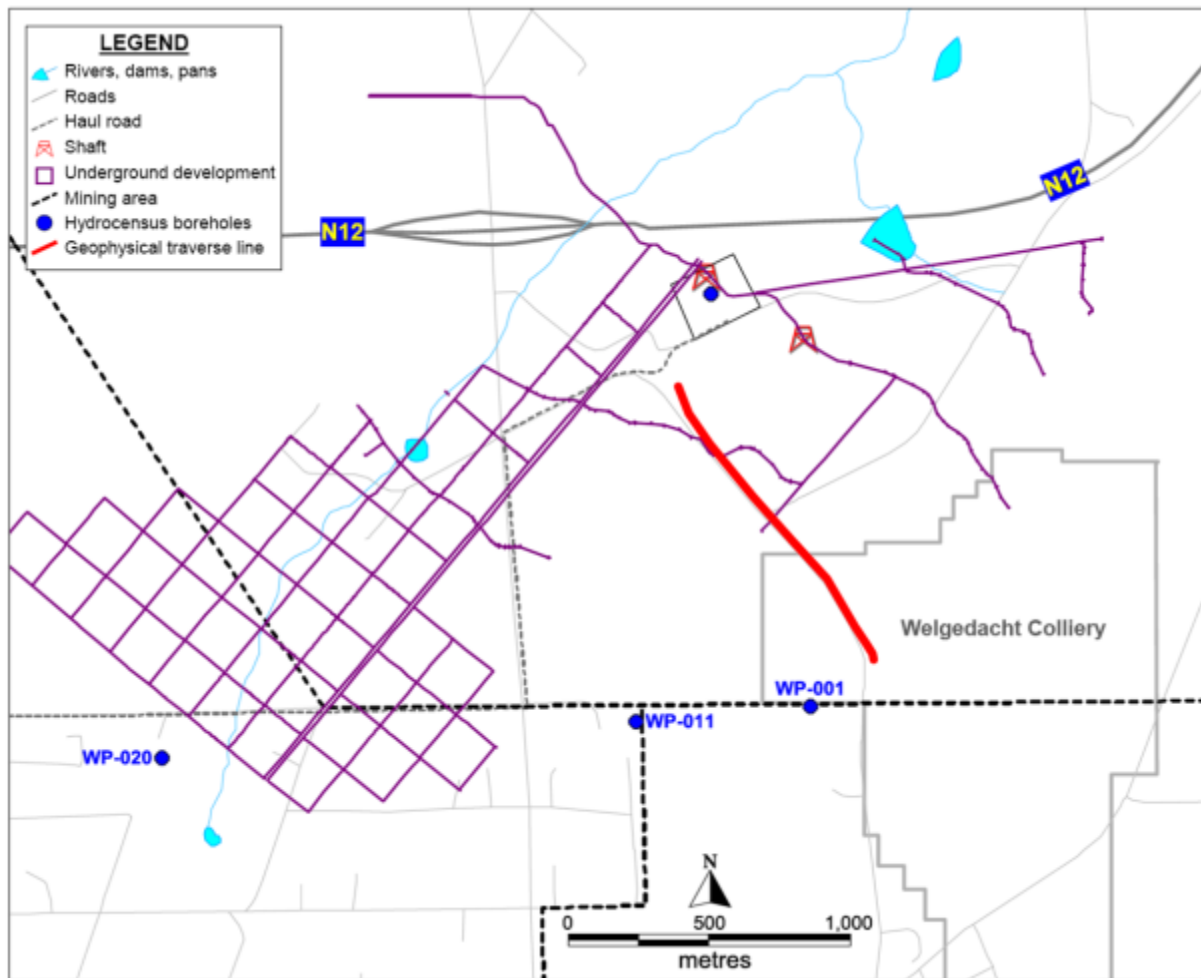 LEGEND
Rivers, dams, pans
Roads
Haul road
Shaft
Underground development
Mining area
Hydrocensus boreholes
Geophysical traverse line
N12
N12
Welgedacht Colliery
WP-001
WP-011
WP-020
N
0 500 1,000
metres